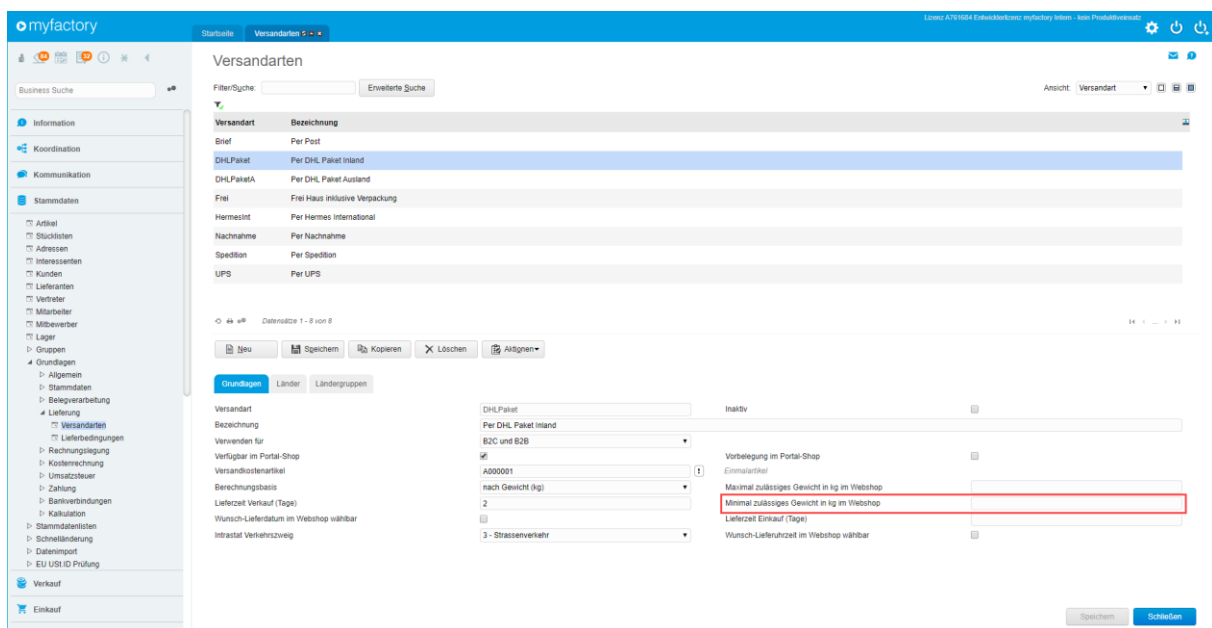 Lizenz A761684 Entwicklerlizenz myfactory Intern - kein Produktiveinsatz
myfactory
Startseite Versandarten
Versandarten
Business Suche
Filter/Suche: Erweiterte Suche Ansicht: Versandart
Versandart Bezeichnung
Brief Per Post
DHLPaket Per DHL Paket Inland
DHLPaketA Per DHL Paket Ausland
Frei Frei Haus inklusive Verpackung
HermesInt Per Hermes International
Nachnahme Per Nachnahme
Spedition Per Spedition
UPS Per UPS
Datensätze 1 - 8 von 8
Neu Speichern Kopieren Löschen Aktionen
Grundlagen Länder Ländergruppen
Versandart DHLPaket Inaktiv
Bezeichnung Per DHL Paket Inland
Verwenden für B2C und B2B
Verfügbar im Portal-Shop Vorbelegung im Portal-Shop
Versandkostenartikel A000001 ! Einmalartikel
Berechnungsbasis nach Gewicht (kg) Maximal zulässiges Gewicht in kg im Webshop
Lieferzeit Verkauf (Tage) 2 Minimal zulässiges Gewicht in kg im Webshop
Wunsch-Lieferdatum im Webshop wählbar Lieferzeit Einkauf (Tage)
Intrastat Verkehrszweig 3 - Strassenverkehr Wunsch-Lieferuhrzeit im Webshop wählbar
Speichern Schließen
Information
Koordination
Kommunikation
Stammdaten
Artikel
Stücklisten
Adressen
Interessenten
Kunden
Lieferanten
Vertreter
Mitarbeiter
Mitbewerber
Lager
Gruppen
Grundlagen
Allgemein
Stammdaten
Belegverarbeitung
Lieferung
Versandarten
Lieferbedingungen
Rechnungslegung
Kostenrechnung
Umsatzsteuer
Zahlung
Bankverbindungen
Kalkulation
Stammdatenlisten
Schnelländerung
Datenimport
EU USt.ID Prüfung
Verkauf
Einkauf